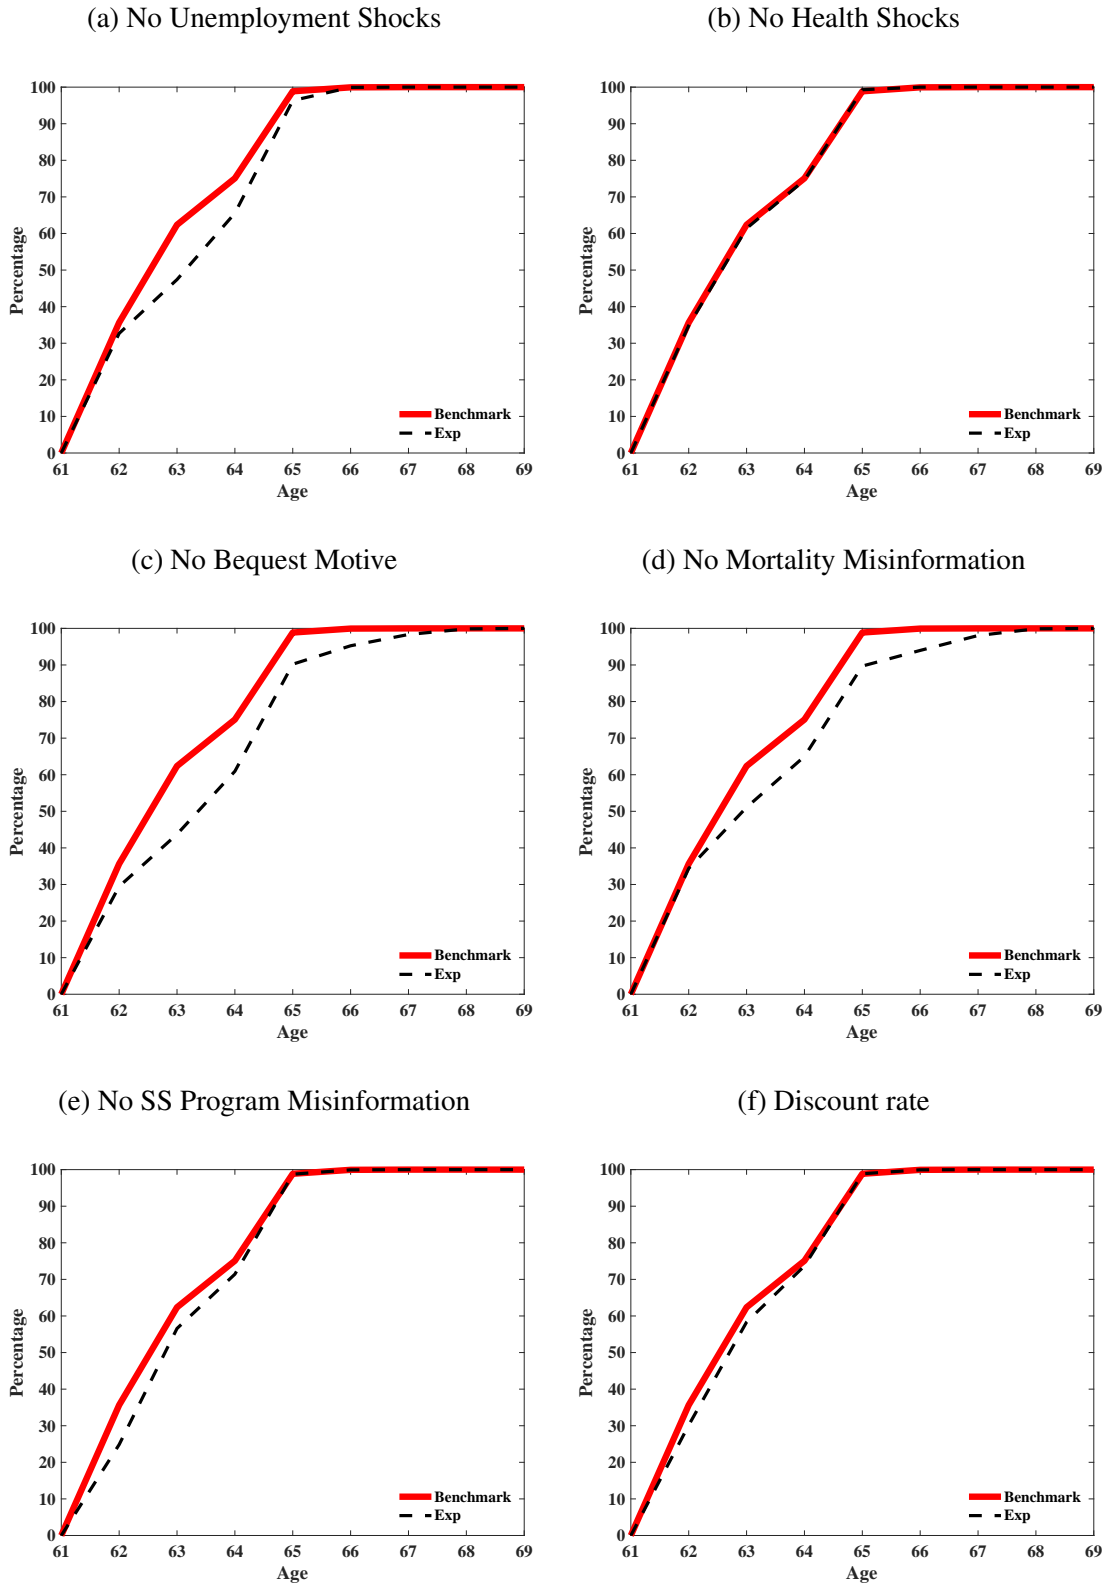 (a) No Unemployment Shocks
(b) No Health Shocks
100
90
80
70
60
50
40
30
20
10
0
Percentage
61 62 63 64 65 66 67 68 69
Age
Benchmark
Exp
100
90
80
70
60
50
40
30
20
10
0
Percentage
61 62 63 64 65 66 67 68 69
Age
Benchmark
Exp
(c) No Bequest Motive
(d) No Mortality Misinformation
100
90
80
70
60
50
40
30
20
10
0
Percentage
61 62 63 64 65 66 67 68 69
Age
Benchmark
Exp
100
90
80
70
60
50
40
30
20
10
0
Percentage
61 62 63 64 65 66 67 68 69
Age
Benchmark
Exp
(e) No SS Program Misinformation
(f) Discount rate
100
90
80
70
60
50
40
30
20
10
0
Percentage
61 62 63 64 65 66 67 68 69
Age
Benchmark
Exp
100
90
80
70
60
50
40
30
20
10
0
Percentage
61 62 63 64 65 66 67 68 69
Age
Benchmark
Exp